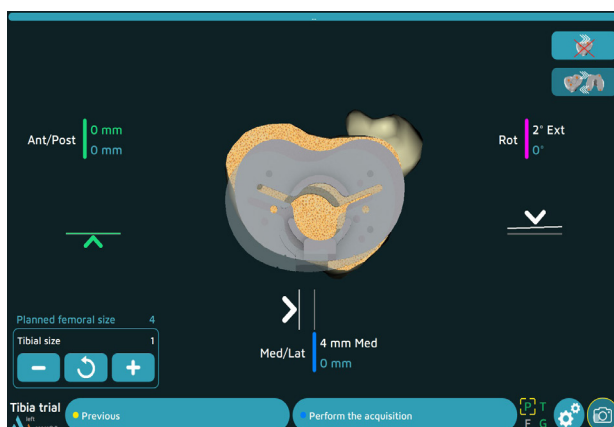 Ant/Post
0 mm
0 mm
Rot
2° Ext
0°
Planned femoral size 4
Tibial size 1
Med/Lat
4 mm Med
0 mm
Tibia trial
left
Previous
Perform the acquisition
P T
F G